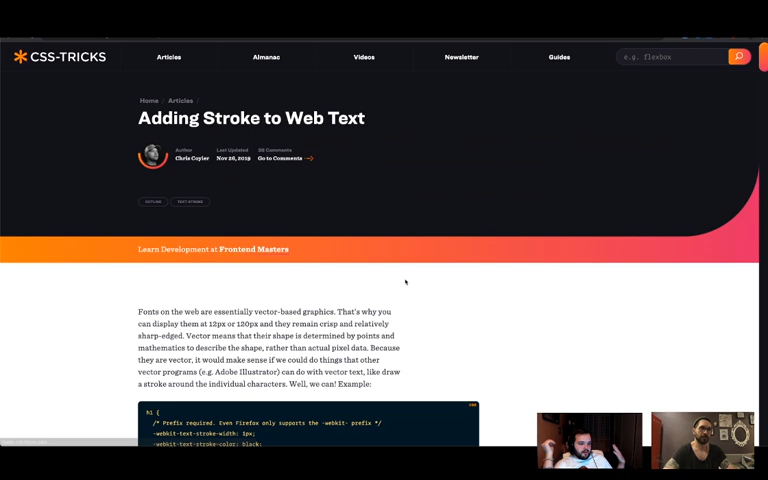 CSS-TRICKS
Articles
Almanac
Videos
Newsletter
Guides
e.g. flexbox
Home / Articles /
Adding Stroke to Web Text
Author
Chris Coyier
Last Updated
Nov 26, 2019
38 Comments
Go to Comments
OUTLINE
TEXT-STROKE
Learn Development at Frontend Masters
Fonts on the web are essentially vector-based graphics. That's why you
can display them at 12px or 120px and they remain crisp and relatively
sharp-edged. Vector means that their shape is determined by points and
mathematics to describe the shape, rather than actual pixel data. Because
they are vector, it would make sense if we could do things that other
vector programs (e.g. Adobe Illustrator) can do with vector text, like draw
a stroke around the individual characters. Well, we can! Example:
css
h1 {
/* Prefix required. Even Firefox only supports the -webkit- prefix */
-webkit-text-stroke-width: 1px;
-webkit-text-stroke-color: black;